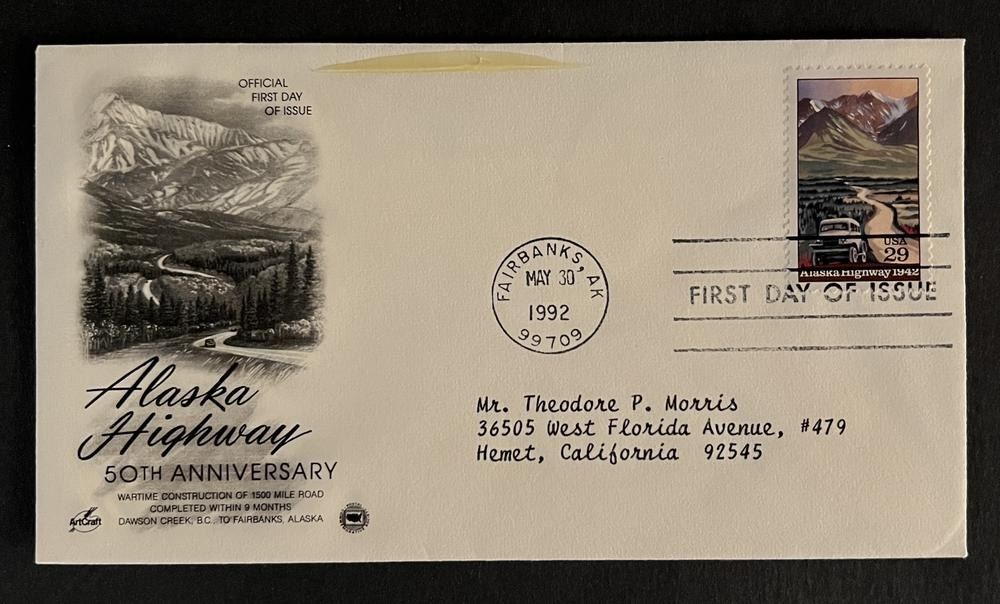 OFFICIAL
FIRST DAY
OF ISSUE
USA
29
Alaska Highway 1942
FIRST DAY OF ISSUE
FAIRBANKS, AK
MAY 30
1992
99709
Alaska
Highway
50TH ANNIVERSARY
WARTIME CONSTRUCTION OF 1500 MILE ROAD
COMPLETED WITHIN 9 MONTHS
DAWSON CREEK, B.C., TO FAIRBANKS, ALASKA
ArtCraft
Mr. Theodore P. Morris
36505 West Florida Avenue, #479
Hemet, California 92545